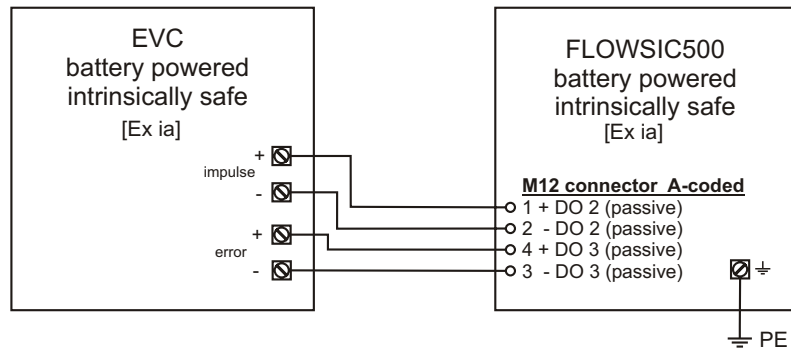 EVC
battery powered
intrinsically safe
[Ex ia]
+
impulse
-
+
error
-
FLOWSIC500
battery powered
intrinsically safe
[Ex ia]
M12 connector A-coded
1 + DO 2 (passive)
2 - DO 2 (passive)
4 + DO 3 (passive)
3 - DO 3 (passive)
PE